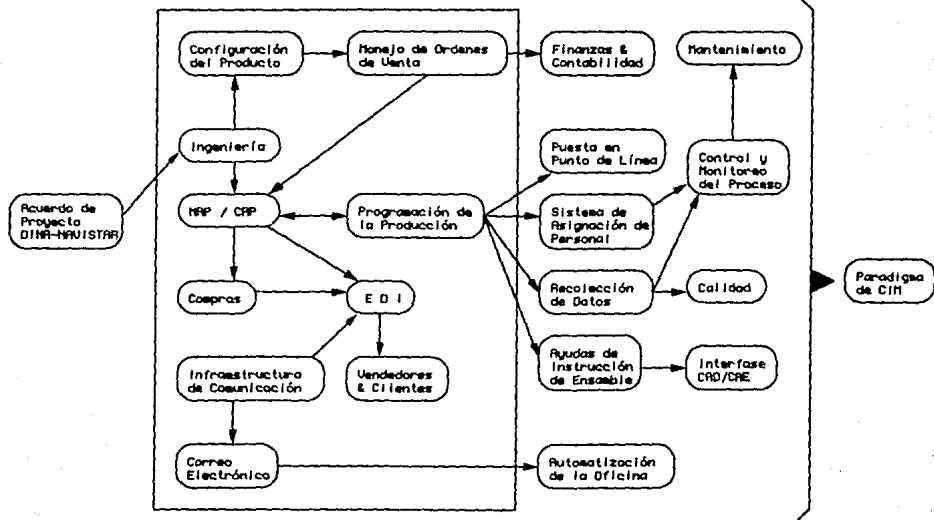 Configuración
del Producto
Manejo de Ordenes
de Venta
Finanzas &
Contabilidad
Mantenimiento
Ingeniería
Puesta en
Punto de Línea
Control y
Monitoreo
del Proceso
Acuerdo de
Proyecto
DINA-NAVISTAR
MRP / CRP
Programación de
la Producción
Sistema de
Asignación de
Personal
Compras
E D I
Recolección
de Datos
Calidad
Paradigma
de CIM
Infraestructura
de Comunicación
Vendedores
& Clientes
Ayudas de
Instrucción
de Ensamble
Interfase
CAD/CAE
Correo
Electrónico
Automatización
de la Oficina